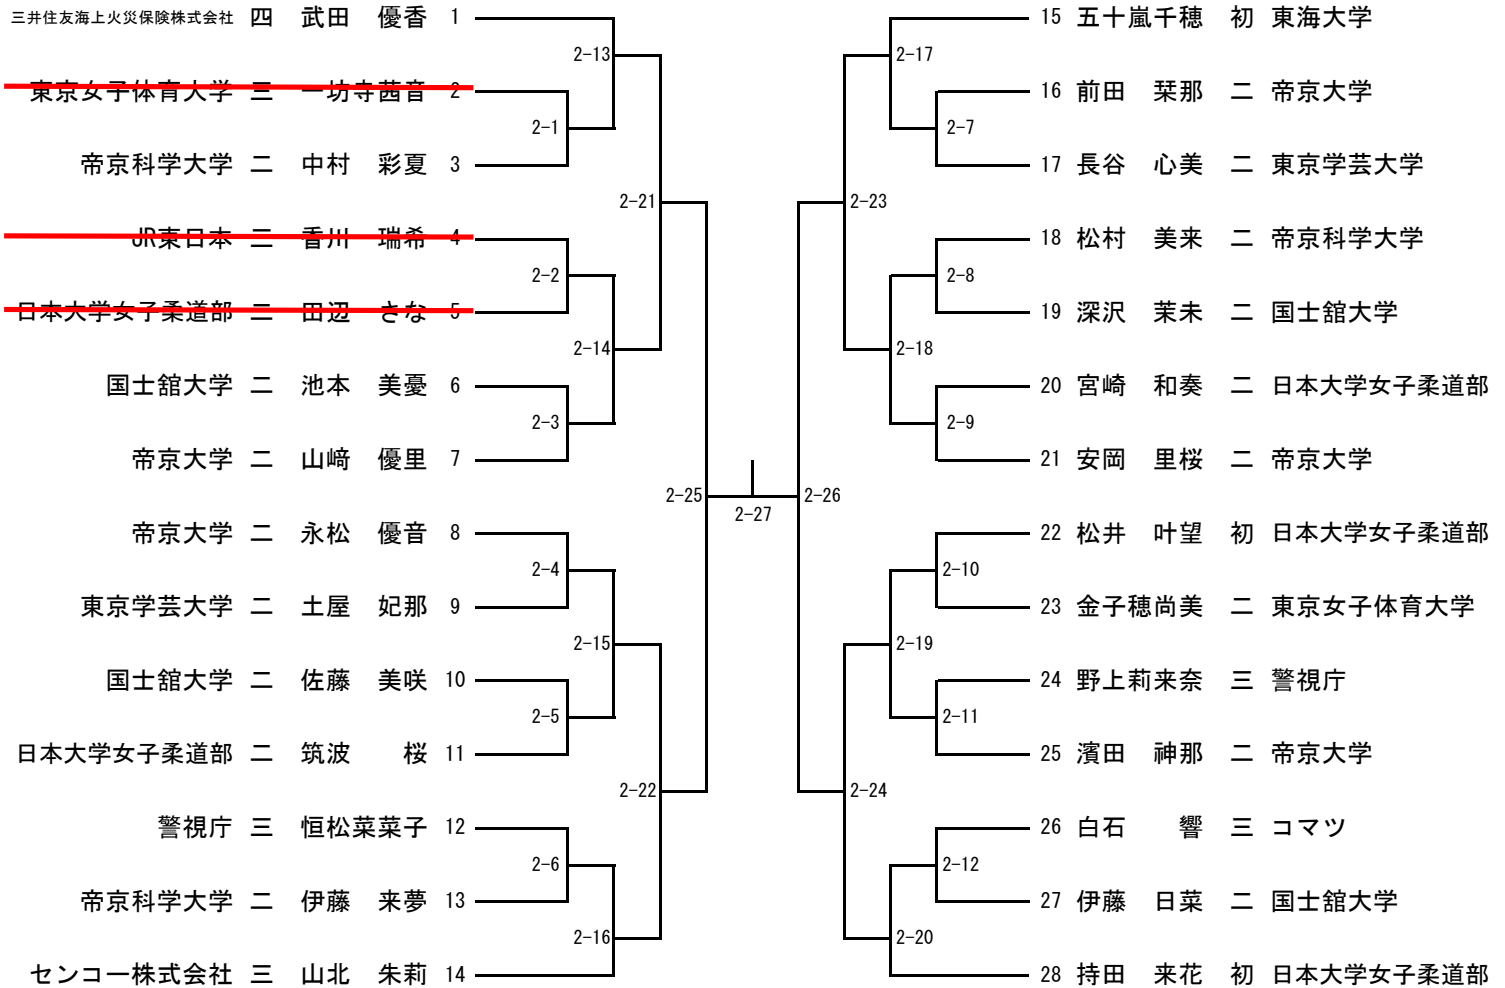 三井住友海上火災保険株式会社 四 武田 優香 1
2-13
東京女子体育大学 三 一坊寺茜音 2
2-1
帝京科学大学 二 中村 彩夏 3
2-21
JR東日本 三 香川 瑞希 4
2-2
日本大学女子柔道部 二 田辺 さな 5
2-14
国士舘大学 二 池本 美憂 6
2-3
帝京大学 二 山﨑 優里 7
2-25
帝京大学 二 永松 優音 8
2-4
東京学芸大学 二 土屋 妃那 9
2-15
国士舘大学 二 佐藤 美咲 10
2-5
日本大学女子柔道部 二 筑波 桜 11
2-22
警視庁 三 恒松菜菜子 12
2-6
帝京科学大学 二 伊藤 来夢 13
2-16
センコー株式会社 三 山北 朱莉 14
2-27
15 五十嵐千穂 初 東海大学
2-17
16 前田 栞那 二 帝京大学
2-7
17 長谷 心美 二 東京学芸大学
2-23
18 松村 美来 二 帝京科学大学
2-8
19 深沢 茉未 二 国士舘大学
2-18
20 宮崎 和奏 二 日本大学女子柔道部
2-9
21 安岡 里桜 二 帝京大学
2-26
22 松井 叶望 初 日本大学女子柔道部
2-10
23 金子穂尚美 二 東京女子体育大学
2-19
24 野上莉来奈 三 警視庁
2-11
25 濱田 神那 二 帝京大学
2-24
26 白石 響 三 コマツ
2-12
27 伊藤 日菜 二 国士舘大学
2-20
28 持田 来花 初 日本大学女子柔道部